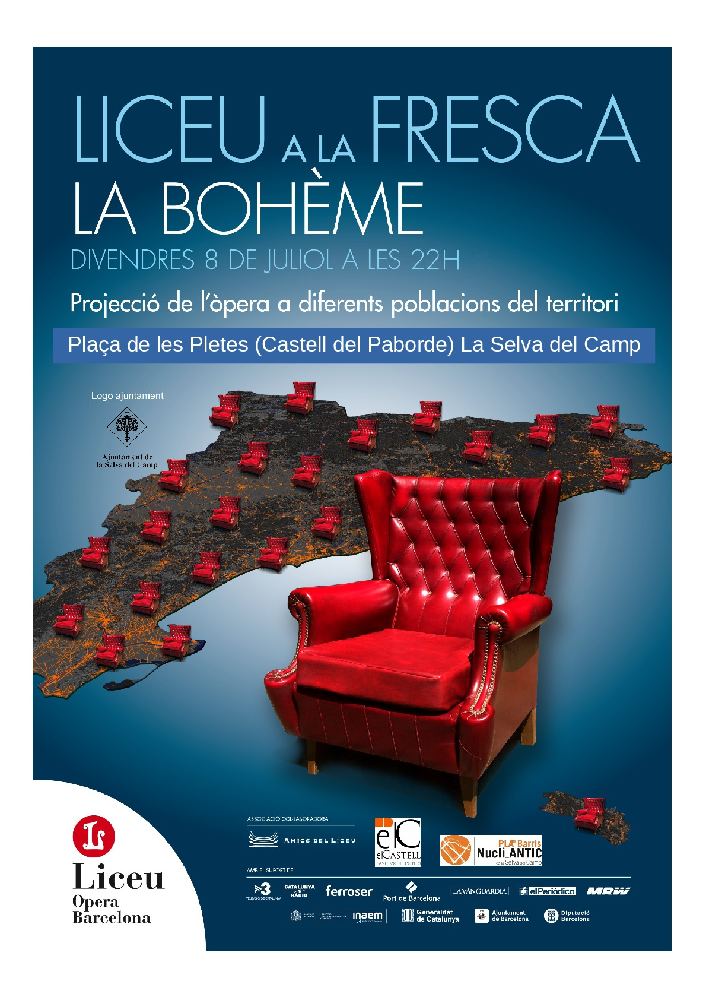 LICEU A LA FRESCA
LA BOHÈME
DIVENDRES 8 DE JULIOL A LES 22H
Projecció de l'òpera a diferents poblacions del territori
Plaça de les Pletes (Castell del Paborde) La Selva del Camp
Logo ajuntament
Ajuntament de
la Selva del Camp
ASSOCIACIÓ COL·LABORADORA
AMICS DEL LICEU
elC
elCASTELL
LASELVADELcamp
PLA DE Barris
Nucli_ANTIC
de la Selva del Camp
AMB EL SUPORT DE
3
TELEVISIÓ DE CATALUNYA
CATALUNYA
RÀDIO
ferroser
Port de Barcelona
LA VANGUARDIA
elPeriódico
MRW
inaem
Generalitat
de Catalunya
Ajuntament
de Barcelona
Diputació
Barcelona
L
Liceu
Opera
Barcelona